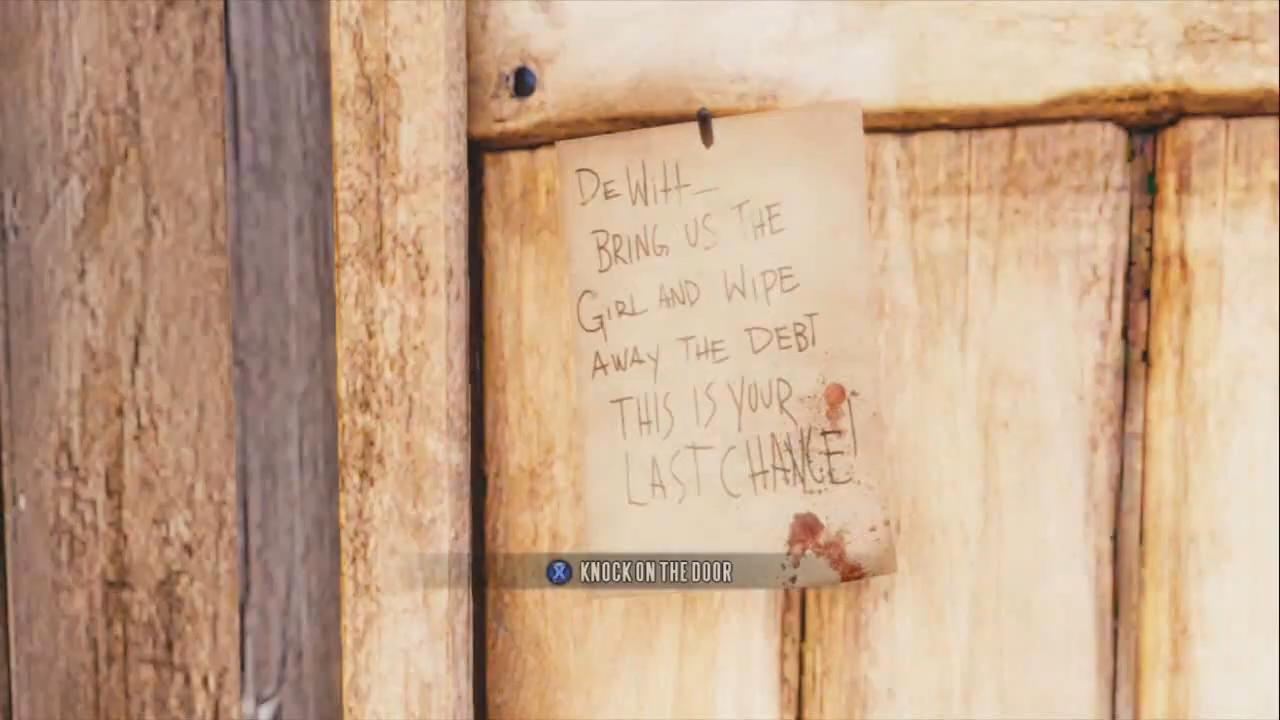 DEWitt—
BRING US THE
GIRL AND WIPE
AWAY THE DEBT
THIS IS YOUR
LAST CHANCE!
X KNOCK ON THE DOOR